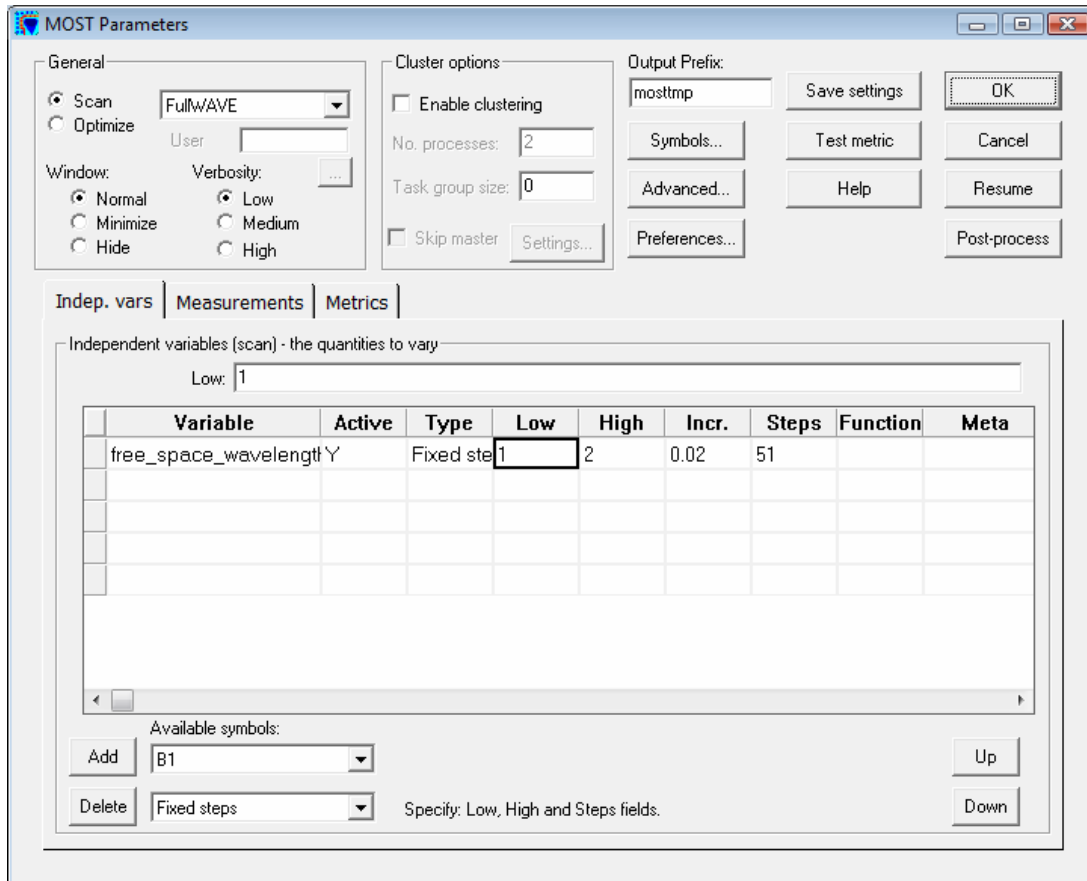 MOST Parameters
General
Scan
Optimize
FullWAVE
User
Window:
Normal
Minimize
Hide
Verbosity:
...
Low
Medium
High
Cluster options
Enable clustering
No. processes: 2
Task group size: 0
Skip master
Settings...
Output Prefix:
mosttmp
Symbols...
Advanced...
Preferences...
Save settings
Test metric
Help
OK
Cancel
Resume
Post-process
Indep. vars Measurements Metrics
Independent variables (scan) - the quantities to vary
Low: 1
Variable Active Type Low High Incr. Steps Function Meta
free_space_wavelengt Y Fixed ste 1 2 0.02 51
Available symbols:
Add B1 Up
Delete Fixed steps Specify: Low, High and Steps fields. Down